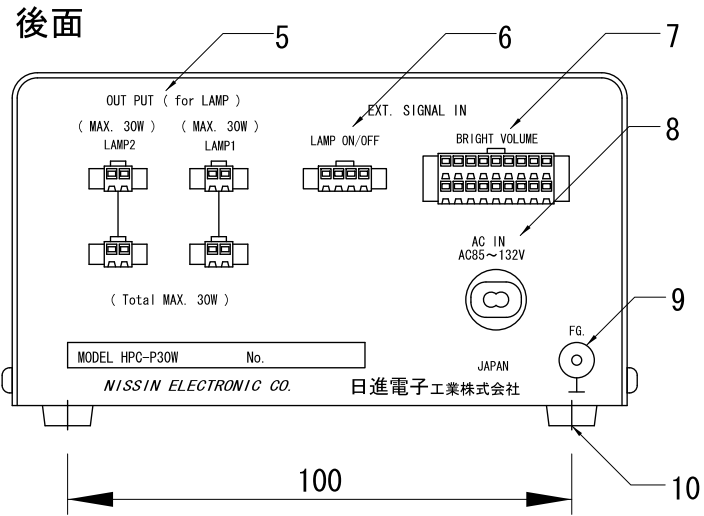 後面
5
6
7
OUT PUT ( for LAMP )
EXT. SIGNAL IN
( MAX. 30W ) ( MAX. 30W )
8
LAMP2 LAMP1
LAMP ON/OFF
BRIGHT VOLUME
AC IN
AC85～132V
( Total MAX. 30W )
9
FG.
MODEL HPC-P30W No.
JAPAN
NISSIN ELECTRONIC CO.
日進電子工業株式会社
100
10